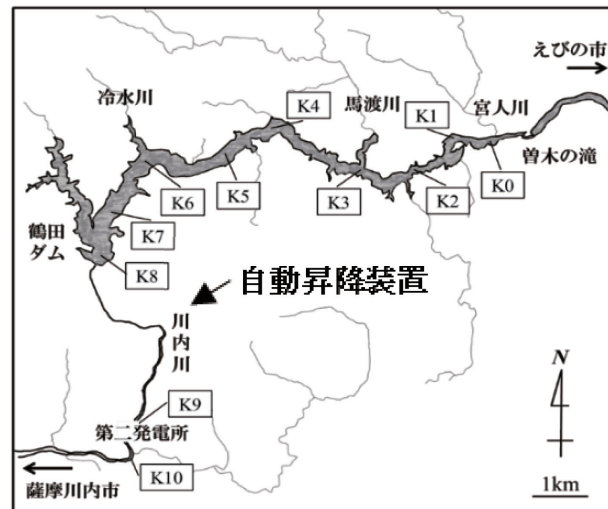 えびの市
冷水川
K4
馬渡川
K1
宮人川
曽木の滝
K0
K6
K5
K3
K2
K7
鶴田
ダム
K8
自動昇降装置
川内川
K9
第二発電所
N
K10
薩摩川内市
1km